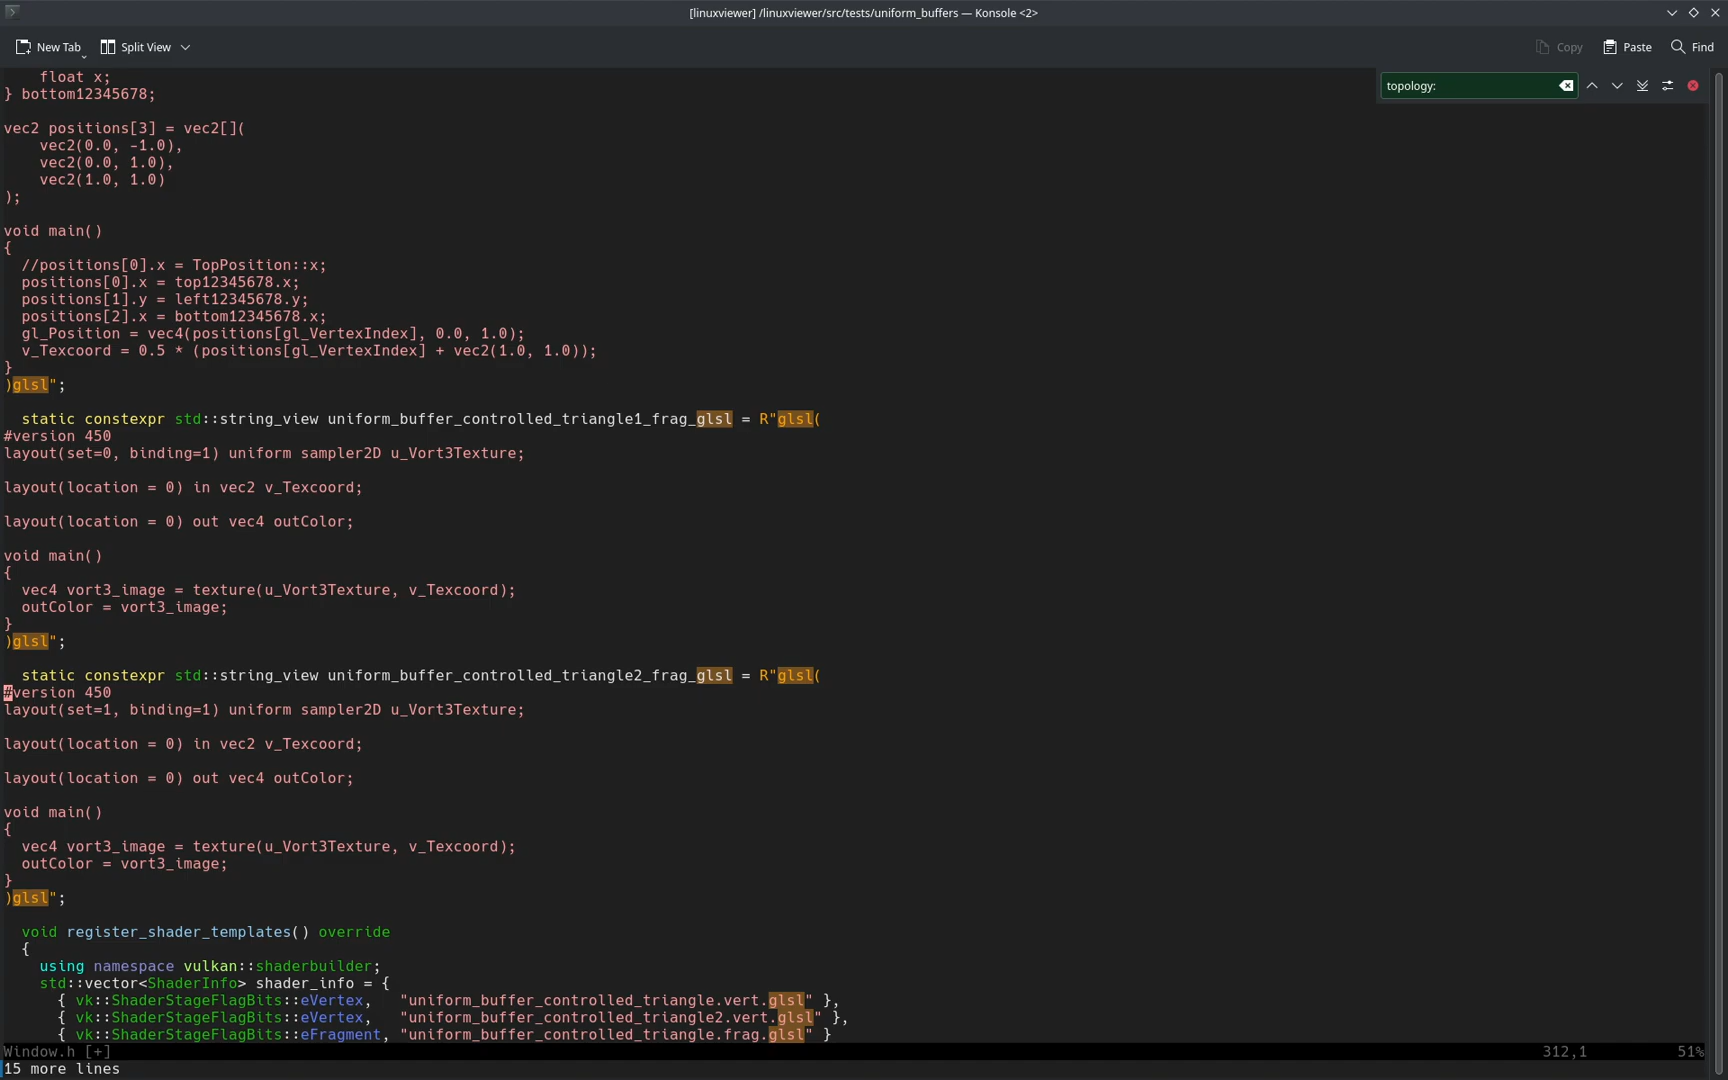 [linuxviewer] /linuxviewer/src/tests/uniform_buffers — Konsole <2>
New Tab Split View Copy Paste Find
topology:
    float x;
} bottom12345678;

vec2 positions[3] = vec2[](
    vec2(0.0, -1.0),
    vec2(0.0, 1.0),
    vec2(1.0, 1.0)
);

void main()
{
  //positions[0].x = TopPosition::x;
  positions[0].x = top12345678.x;
  positions[1].y = left12345678.y;
  positions[2].x = bottom12345678.x;
  gl_Position = vec4(positions[gl_VertexIndex], 0.0, 1.0);
  v_Texcoord = 0.5 * (positions[gl_VertexIndex] + vec2(1.0, 1.0));
}
)glsl";

  static constexpr std::string_view uniform_buffer_controlled_triangle1_frag_glsl = R"glsl(
#version 450
layout(set=0, binding=1) uniform sampler2D u_Vort3Texture;

layout(location = 0) in vec2 v_Texcoord;

layout(location = 0) out vec4 outColor;

void main()
{
  vec4 vort3_image = texture(u_Vort3Texture, v_Texcoord);
  outColor = vort3_image;
}
)glsl";

  static constexpr std::string_view uniform_buffer_controlled_triangle2_frag_glsl = R"glsl(
#version 450
layout(set=1, binding=1) uniform sampler2D u_Vort3Texture;

layout(location = 0) in vec2 v_Texcoord;

layout(location = 0) out vec4 outColor;

void main()
{
  vec4 vort3_image = texture(u_Vort3Texture, v_Texcoord);
  outColor = vort3_image;
}
)glsl";

  void register_shader_templates() override
  {
    using namespace vulkan::shaderbuilder;
    std::vector<ShaderInfo> shader_info = {
      { vk::ShaderStageFlagBits::eVertex,   "uniform_buffer_controlled_triangle.vert.glsl" },
      { vk::ShaderStageFlagBits::eVertex,   "uniform_buffer_controlled_triangle2.vert.glsl" },
      { vk::ShaderStageFlagBits::eFragment, "uniform_buffer_controlled_triangle.frag.glsl" }
Window.h [+] 312,1 51%
15 more lines